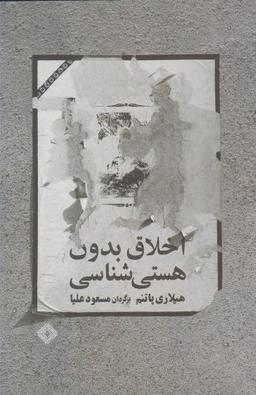 اخلاق بدون
هستی‌شناسی
هیلاری پاتنم برگردان مسعود علیا